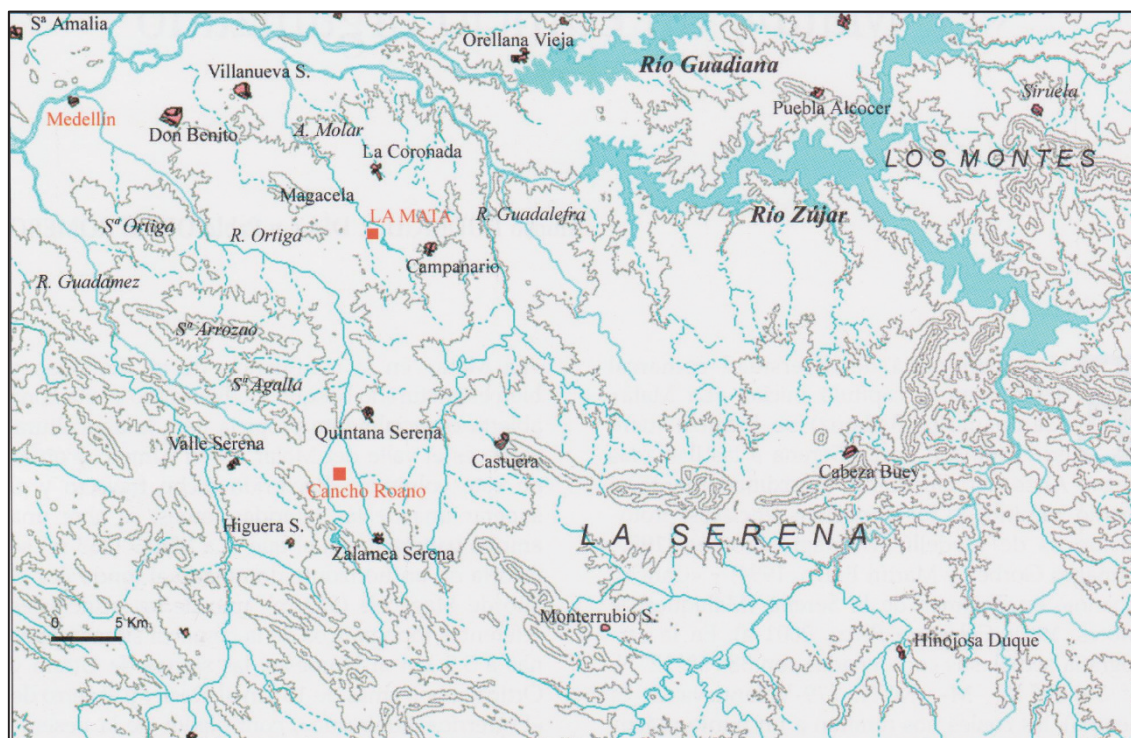 Sª Amalia
Orellana Vieja
Río Guadiana
Villanueva S.
Puebla Alcocer
Siruela
Medellín
Don Benito
A. Molar
La Coronada
LOS MONTES
Magacela
LA MATA
R. Guadalefra
Río Zújar
Sª Ortiga
R. Ortiga
Campanario
R. Guadamez
Sª Arrozao
Sª Agalla
Quintana Serena
Valle Serena
Castuera
Cabeza Buey
Cancho Roano
Higuera S.
LA SERENA
Zalamea Serena
Monterrubio S.
0 5 Km.
Hinojosa Duque